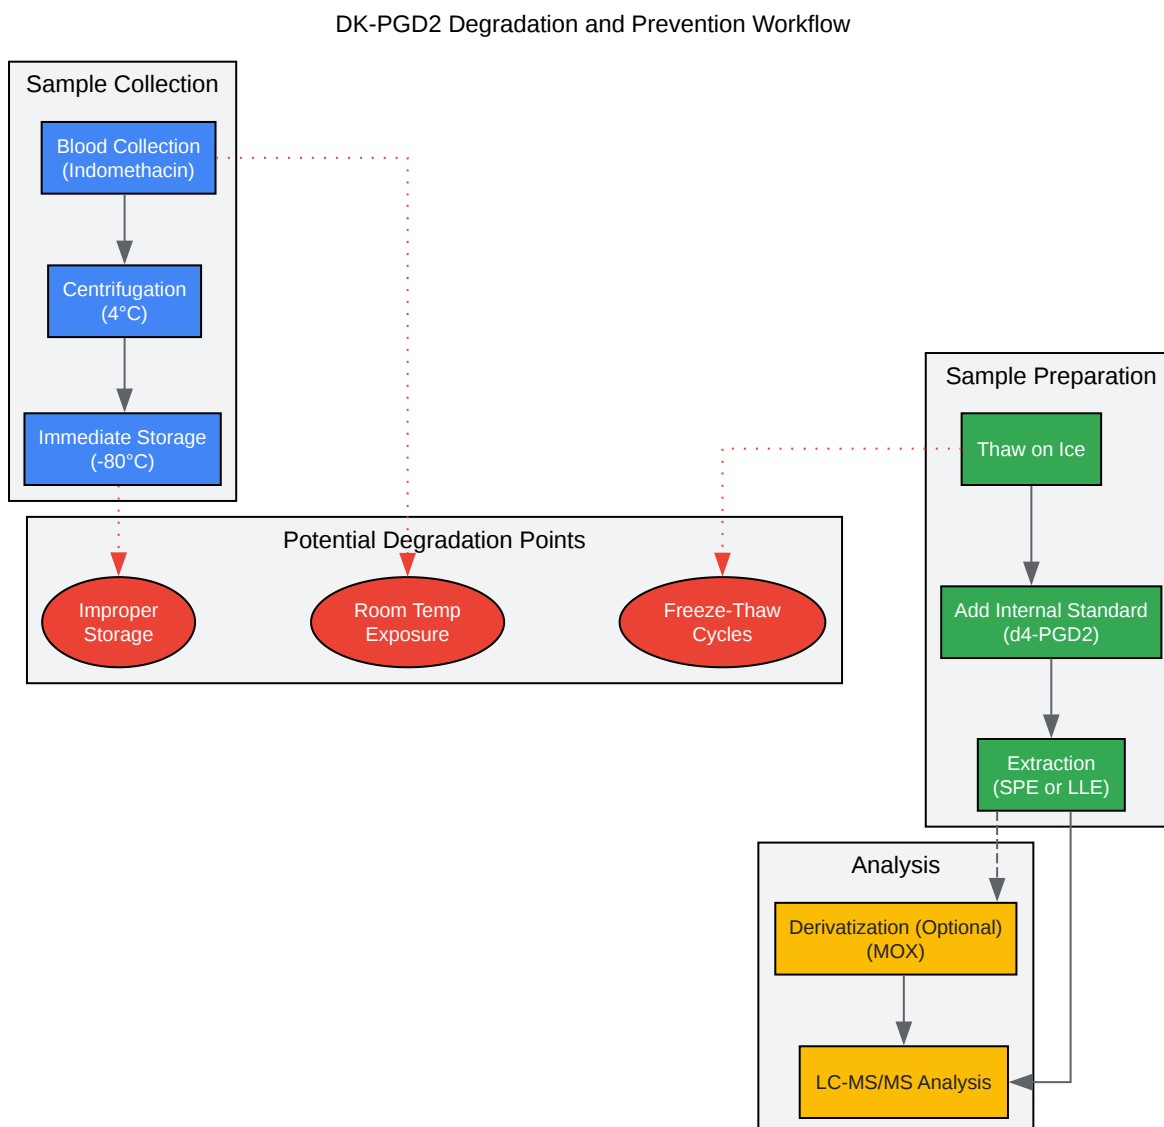 DK-PGD2 Degradation and Prevention Workflow
Sample Collection
Blood Collection
(Indomethacin)
Centrifugation
(4°C)
Immediate Storage
(-80°C)
Potential Degradation Points
Improper
Storage
Room Temp
Exposure
Freeze-Thaw
Cycles
Sample Preparation
Thaw on Ice
Add Internal Standard
(d4-PGD2)
Extraction
(SPE or LLE)
Analysis
Derivatization (Optional)
(MOX)
LC-MS/MS Analysis